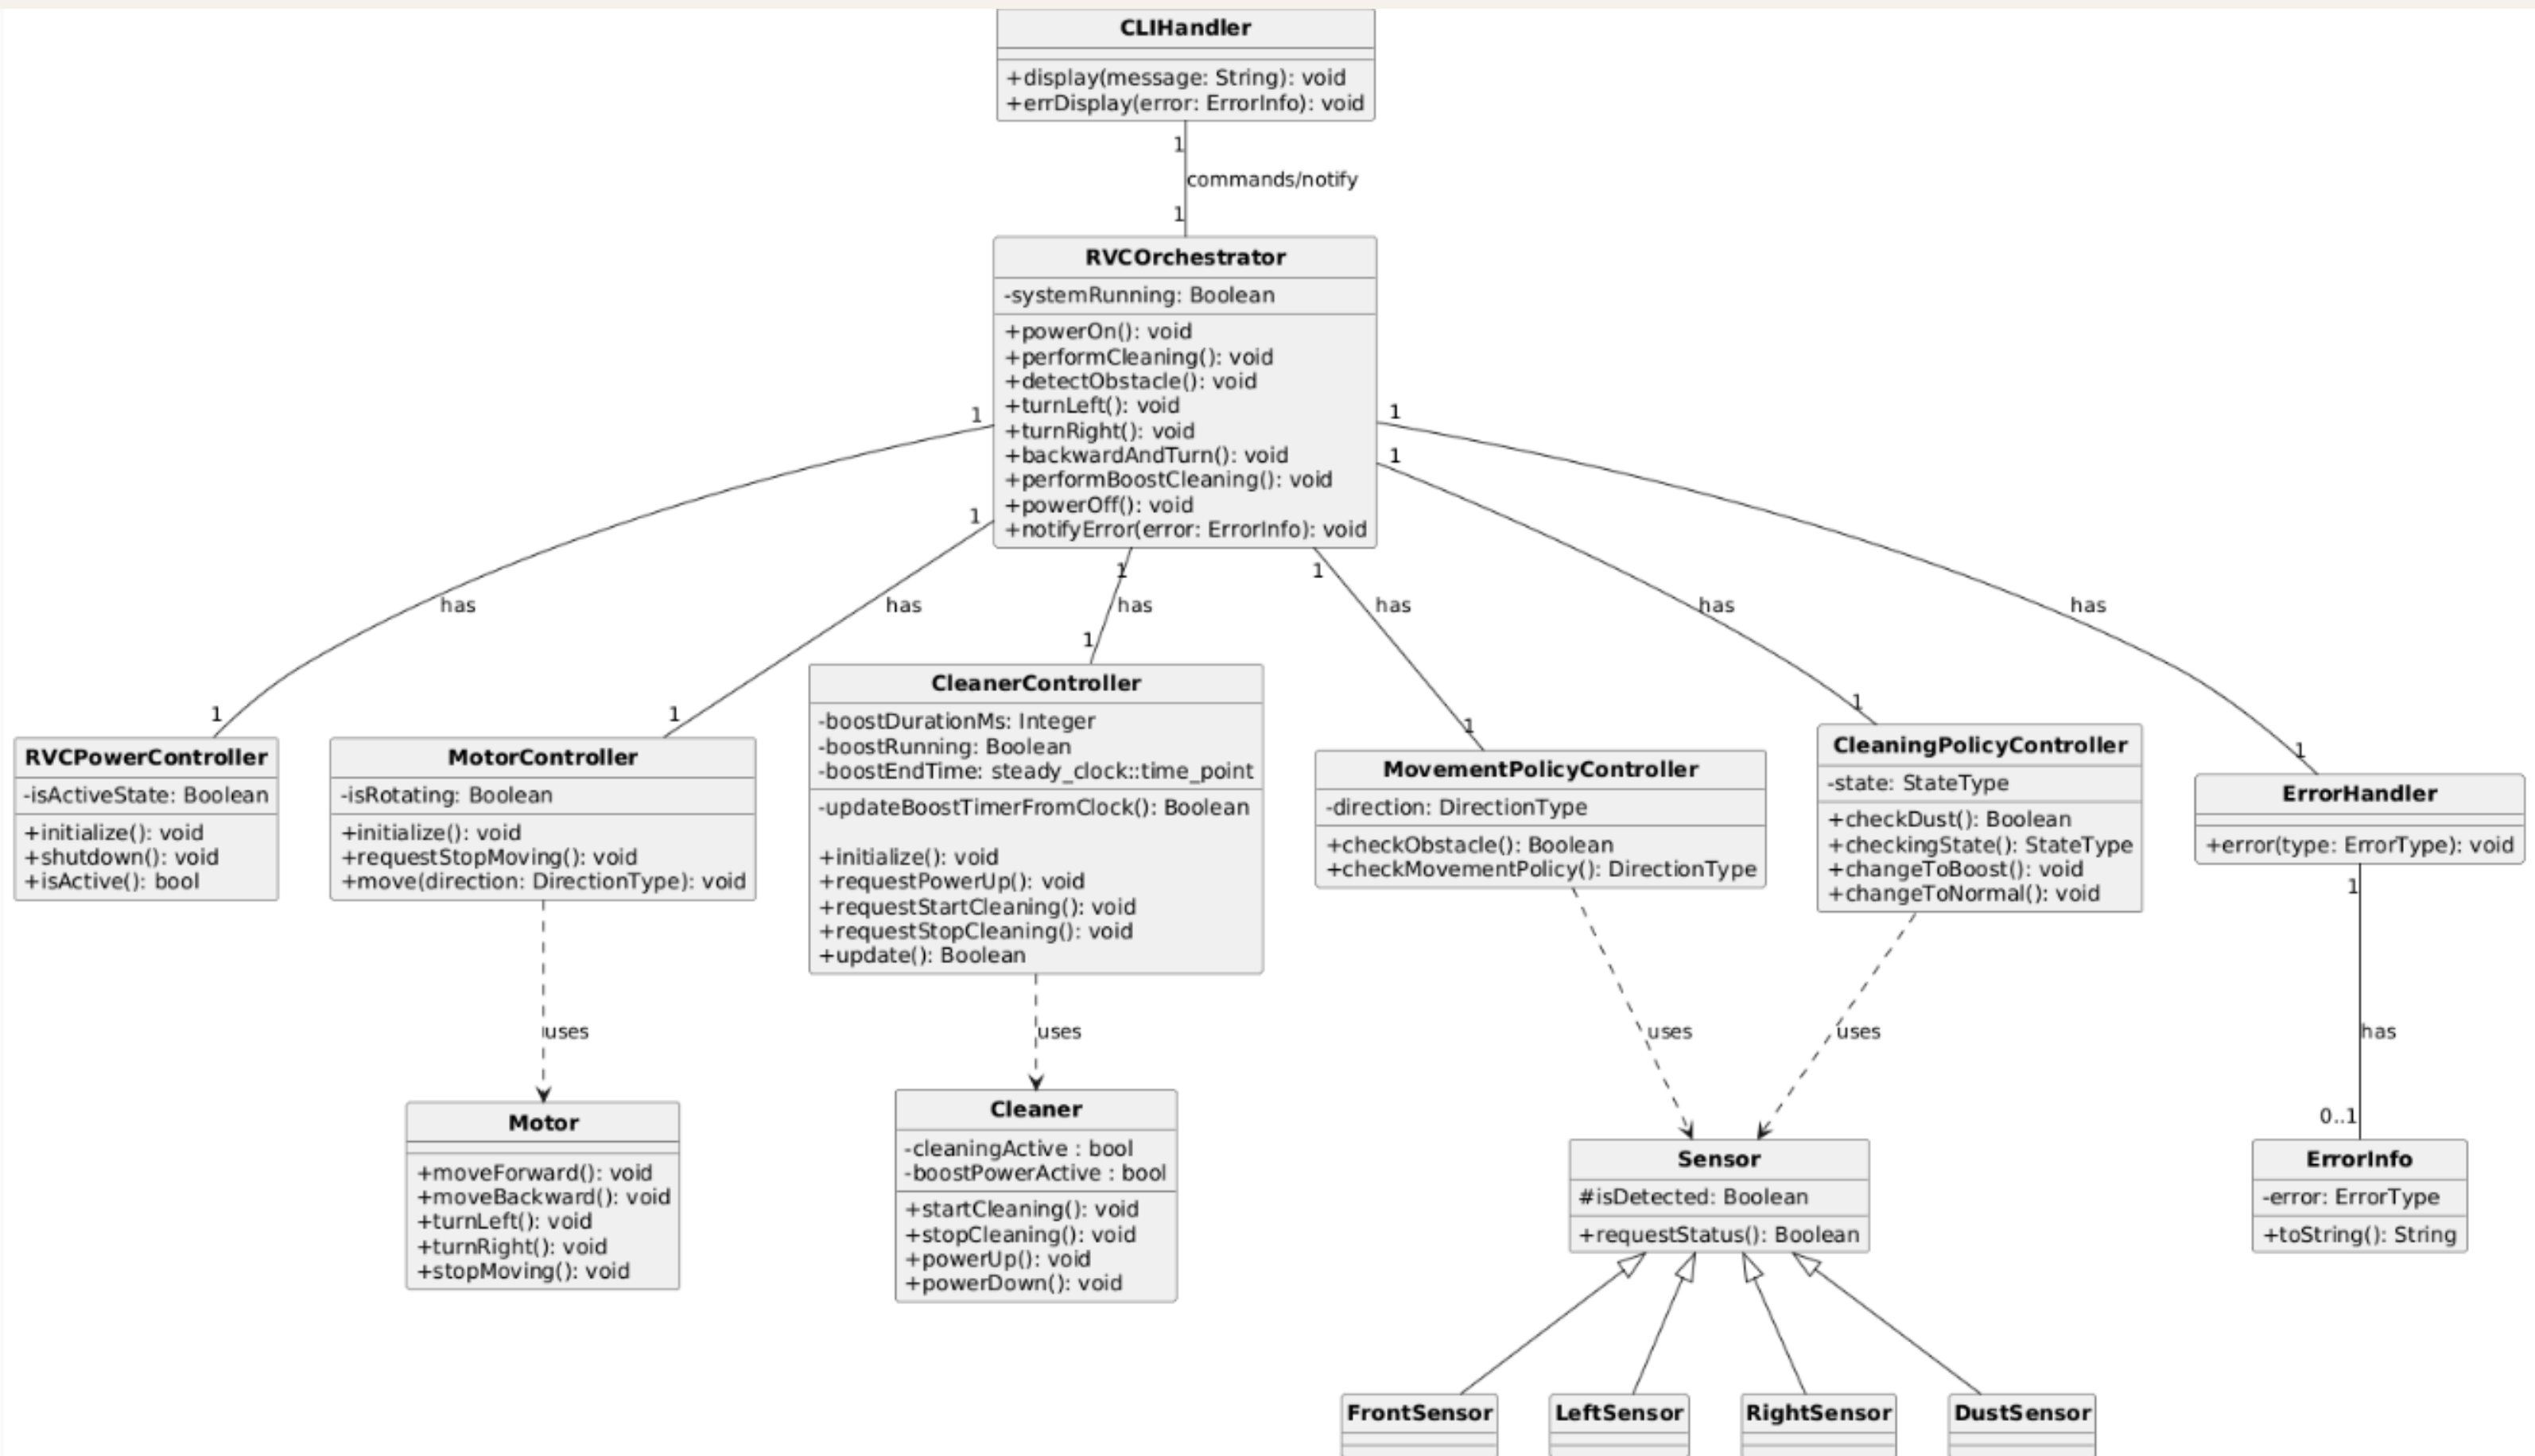 CLIHandler
+display(message: String): void
+errDisplay(error: ErrorInfo): void
1
commands/notify
1
RVCOrchestrator
-systemRunning: Boolean
+powerOn(): void
+performCleaning(): void
+detectObstacle(): void
+turnLeft(): void
+turnRight(): void
+backwardAndTurn(): void
+performBoostCleaning(): void
+powerOff(): void
+notifyError(error: ErrorInfo): void
1
1
1
1
1
1
has
has
has
has
has
has
1
1
1
1
1
1
RVCPowerController
-isActiveState: Boolean
+initialize(): void
+shutdown(): void
+isActive(): bool
MotorController
-isRotating: Boolean
+initialize(): void
+requestStopMoving(): void
+move(direction: DirectionType): void
CleanerController
-boostDurationMs: Integer
-boostRunning: Boolean
-boostEndTime: steady_clock::time_point
-updateBoostTimerFromClock(): Boolean
+initialize(): void
+requestPowerUp(): void
+requestStartCleaning(): void
+requestStopCleaning(): void
+update(): Boolean
MovementPolicyController
-direction: DirectionType
+checkObstacle(): Boolean
+checkMovementPolicy(): DirectionType
CleaningPolicyController
-state: StateType
+checkDust(): Boolean
+checkingState(): StateType
+changeToBoost(): void
+changeToNormal(): void
ErrorHandler
+error(type: ErrorType): void
1
uses
uses
uses
uses
has
0..1
Motor
+moveForward(): void
+moveBackward(): void
+turnLeft(): void
+turnRight(): void
+stopMoving(): void
Cleaner
-cleaningActive : bool
-boostPowerActive : bool
+startCleaning(): void
+stopCleaning(): void
+powerUp(): void
+powerDown(): void
Sensor
#isDetected: Boolean
+requestStatus(): Boolean
ErrorInfo
-error: ErrorType
+toString(): String
FrontSensor
LeftSensor
RightSensor
DustSensor